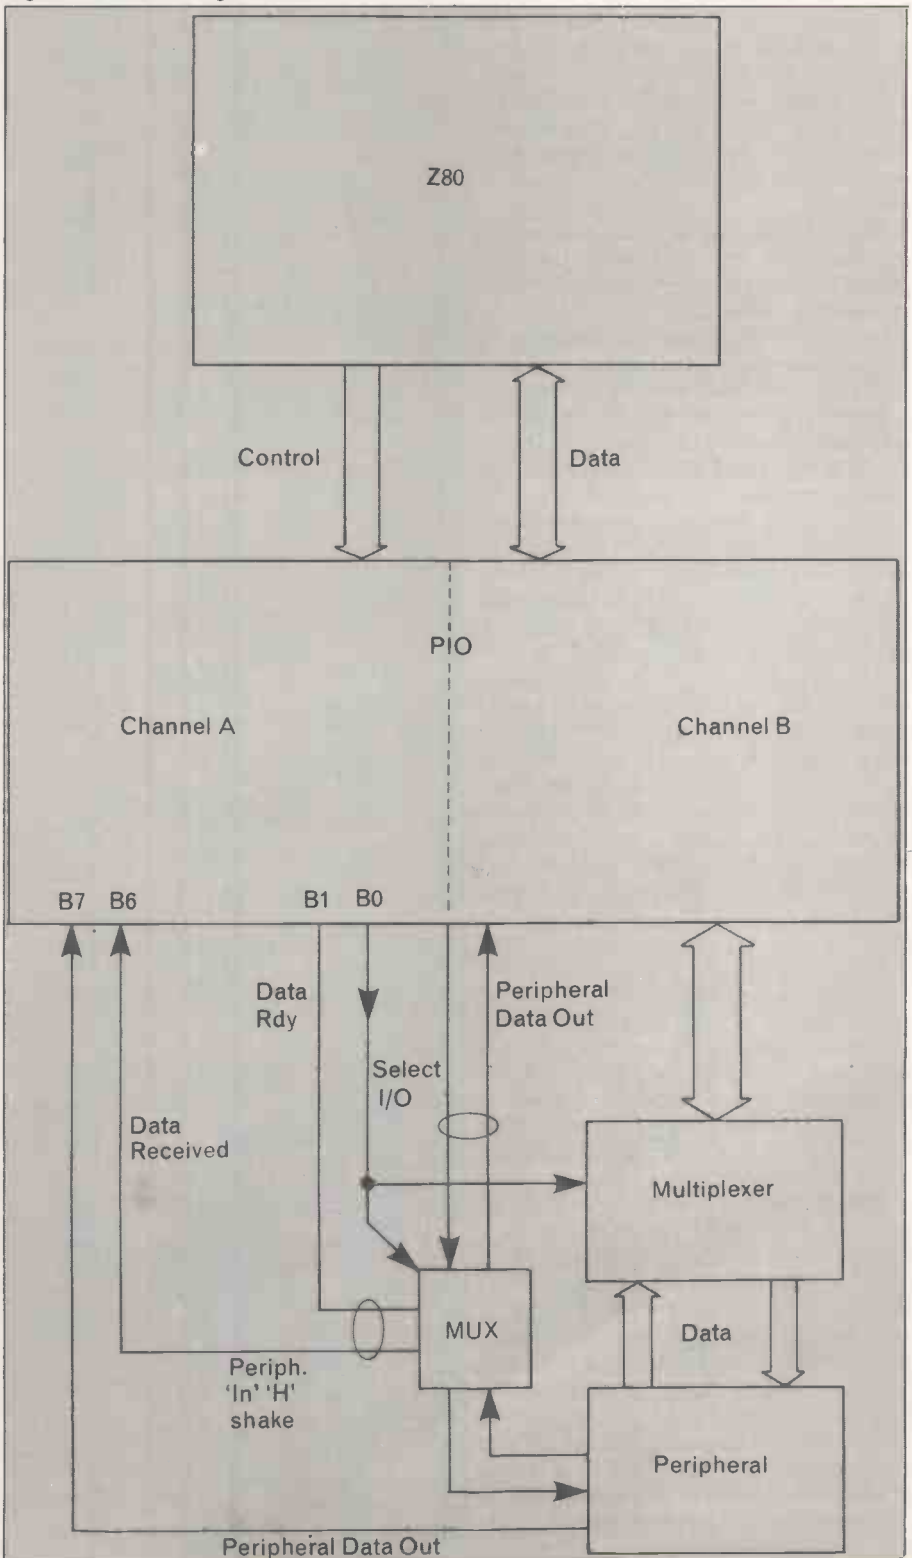 Z80
Control
Data
PIO
Channel A
Channel B
B7 B6 B1 B0
Data
Rdy
Peripheral
Data Out
Select
I/O
Data
Received
Multiplexer
MUX
Data
Periph.
'In' 'H'
shake
Peripheral
Peripheral Data Out